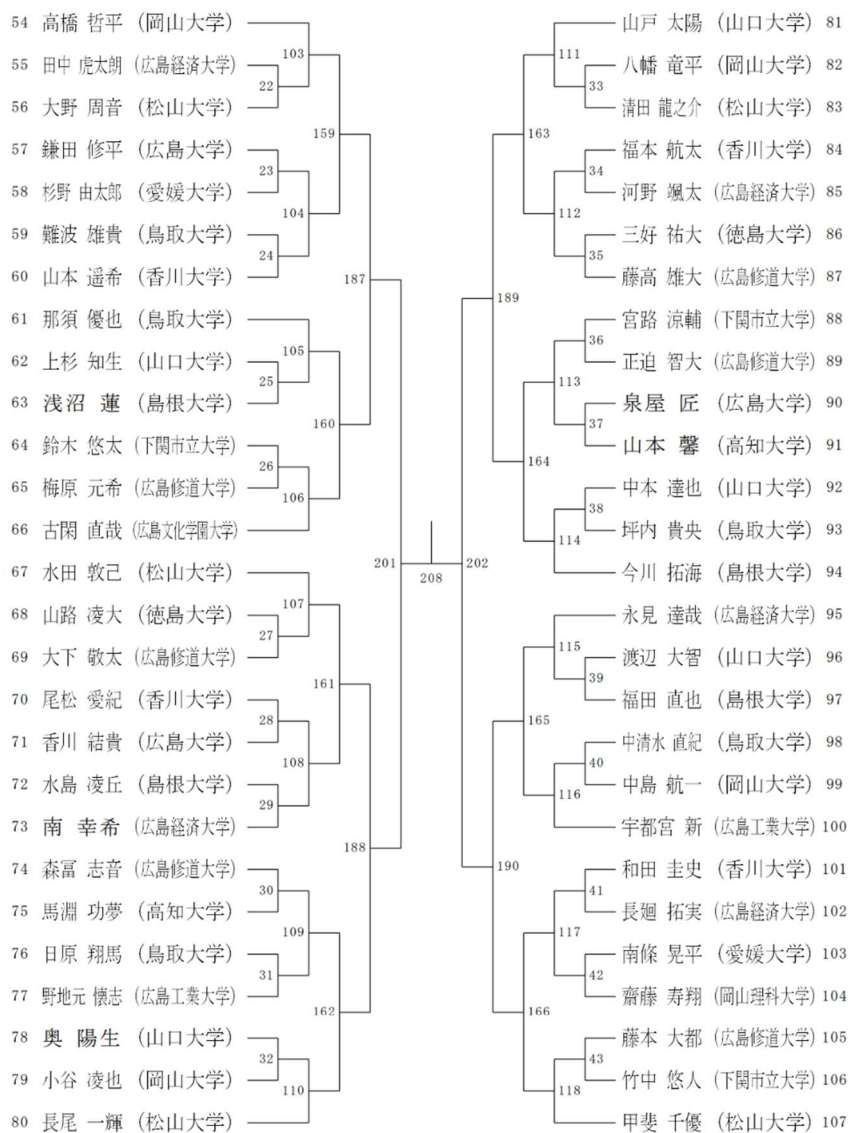 54 高橋 哲平 (岡山大学)
55 田中 虎太朗 (広島経済大学)
56 大野 周音 (松山大学)
57 鎌田 修平 (広島大学)
58 杉野 由太郎 (愛媛大学)
59 難波 雄貴 (鳥取大学)
60 山本 遥希 (香川大学)
61 那須 優也 (鳥取大学)
62 上杉 知生 (山口大学)
63 浅沼 蓮 (島根大学)
64 鈴木 悠太 (下関市立大学)
65 梅原 元希 (広島修道大学)
66 古閑 直哉 (広島文化学園大学)
67 水田 敦己 (松山大学)
68 山路 凌大 (徳島大学)
69 大下 敬太 (広島修道大学)
70 尾松 愛紀 (香川大学)
71 香川 結貴 (広島大学)
72 水島 凌丘 (島根大学)
73 南 幸希 (広島経済大学)
74 森冨 志音 (広島修道大学)
75 馬淵 功夢 (高知大学)
76 日原 翔馬 (鳥取大学)
77 野地元 懐志 (広島工業大学)
78 奥 陽生 (山口大学)
79 小谷 凌也 (岡山大学)
80 長尾 一輝 (松山大学)
103
22
159
23
104
24
187
105
25
160
26
106
201
107
27
161
28
108
29
188
30
109
31
162
32
110
208
202
111
33
163
34
112
35
189
36
113
37
164
38
114
115
39
165
40
116
190
41
117
42
166
43
118
山戸 太陽 (山口大学) 81
八幡 竜平 (岡山大学) 82
清田 龍之介 (松山大学) 83
福本 航太 (香川大学) 84
河野 颯太 (広島経済大学) 85
三好 祐大 (徳島大学) 86
藤高 雄大 (広島修道大学) 87
宮路 涼輔 (下関市立大学) 88
正迫 智大 (広島修道大学) 89
泉屋 匠 (広島大学) 90
山本 馨 (高知大学) 91
中本 達也 (山口大学) 92
坪内 貴央 (鳥取大学) 93
今川 拓海 (島根大学) 94
永見 達哉 (広島経済大学) 95
渡辺 大智 (山口大学) 96
福田 直也 (島根大学) 97
中清水 直紀 (鳥取大学) 98
中島 航一 (岡山大学) 99
宇都宮 新 (広島工業大学) 100
和田 圭史 (香川大学) 101
長廻 拓実 (広島経済大学) 102
南條 晃平 (愛媛大学) 103
齋藤 寿翔 (岡山理科大学) 104
藤本 大都 (広島修道大学) 105
竹中 悠人 (下関市立大学) 106
甲斐 千優 (松山大学) 107